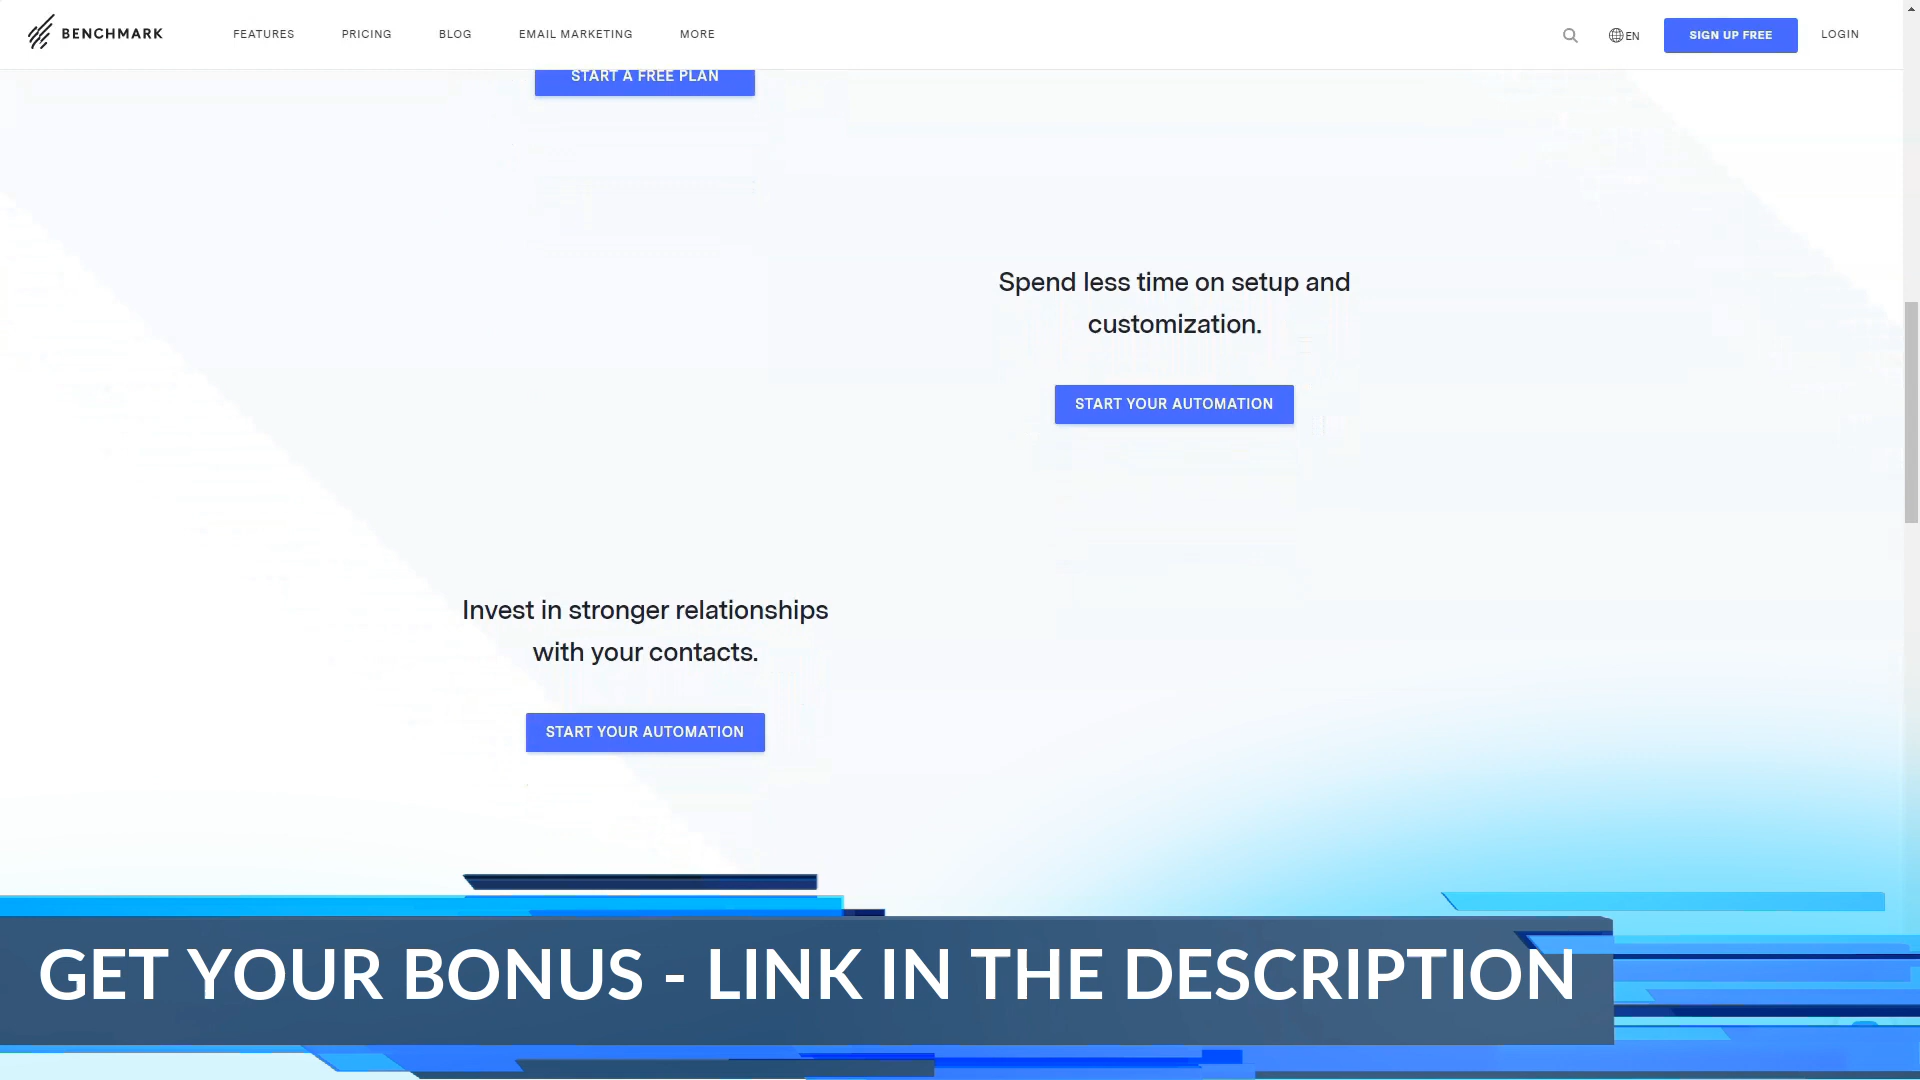 BENCHMARK
FEATURES
PRICING
BLOG
EMAIL MARKETING
MORE
EN
SIGN UP FREE
LOGIN
START A FREE PLAN
Spend less time on setup and
customization.
START YOUR AUTOMATION
Invest in stronger relationships
with your contacts.
START YOUR AUTOMATION
GET YOUR BONUS - LINK IN THE DESCRIPTION